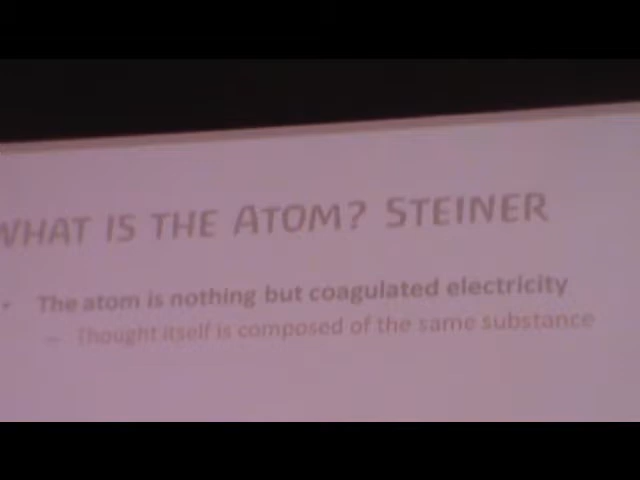 WHAT IS THE ATOM? STEINER
• The atom is nothing but coagulated electricity
– Thought itself is composed of the same substance